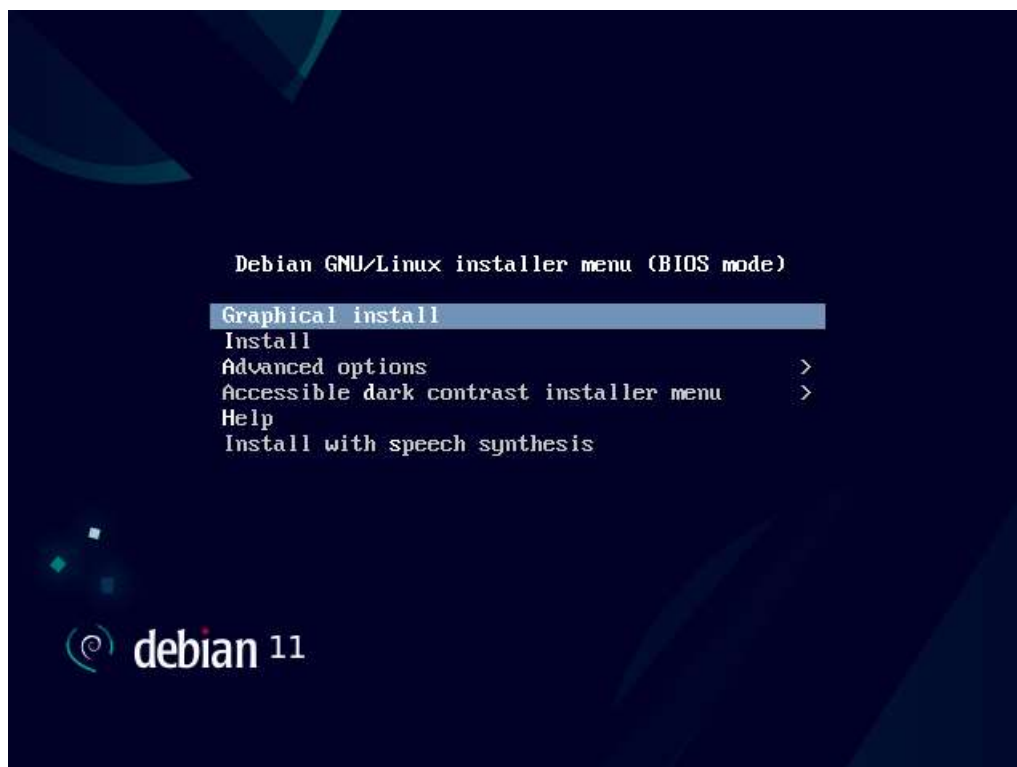 Debian GNU/Linux installer menu (BIOS mode)
Graphical install
Install
Advanced options >
Accessible dark contrast installer menu >
Help
Install with speech synthesis
debian 11